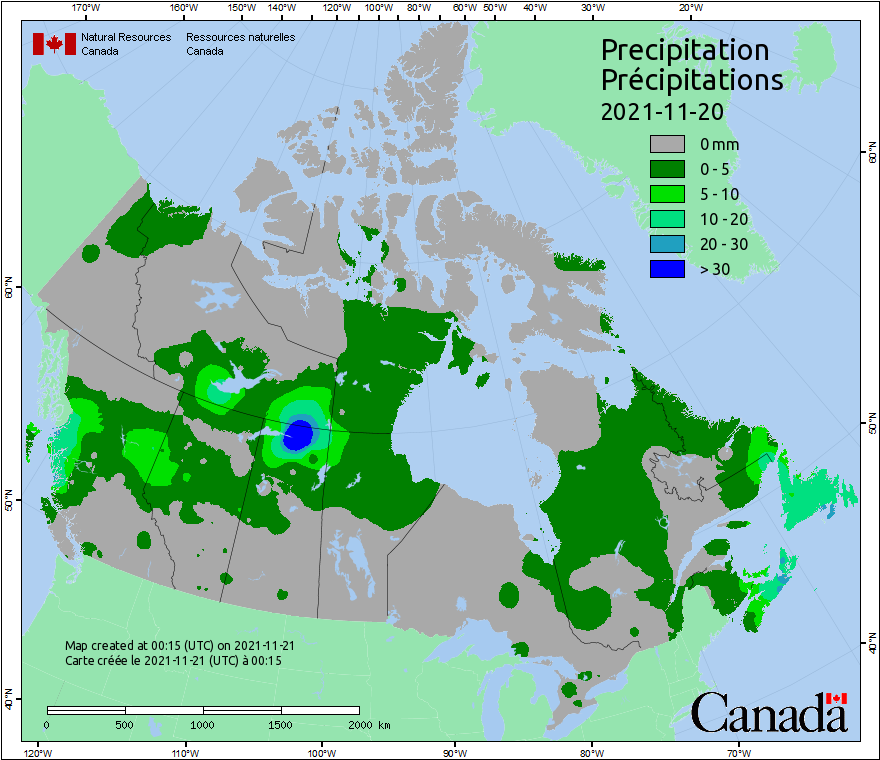 170°W 160°W 150°W 140°W 120°W 100°W 80°W 60°W 50°W 40°W 30°W 20°W
Natural Resources Ressources naturelles
Canada Canada
Precipitation
Précipitations
2021-11-20
0 mm
0 - 5
5 - 10
10 - 20
20 - 30
> 30
60°N
60°N
50°N
50°N
40°N
40°N
Map created at 00:15 (UTC) on 2021-11-21
Carte créée le 2021-11-21 (UTC) à 00:15
0 500 1000 1500 2000 km
Canada
120°W 110°W 100°W 90°W 80°W 70°W